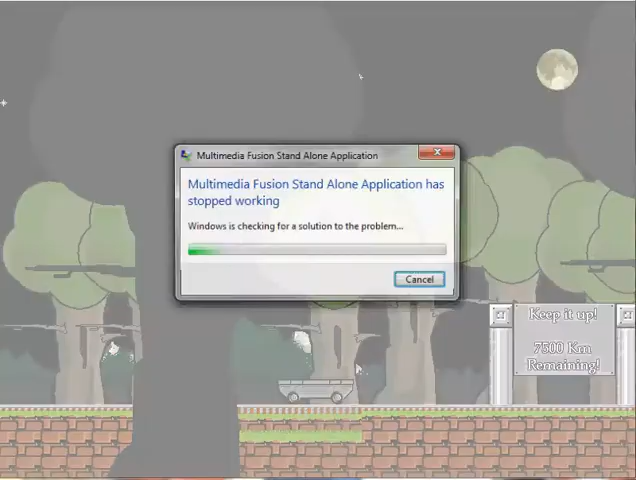 Multimedia Fusion Stand Alone Application
Multimedia Fusion Stand Alone Application has
stopped working
Windows is checking for a solution to the problem...
Cancel
Keep it up!
7500 Km
Remaining!